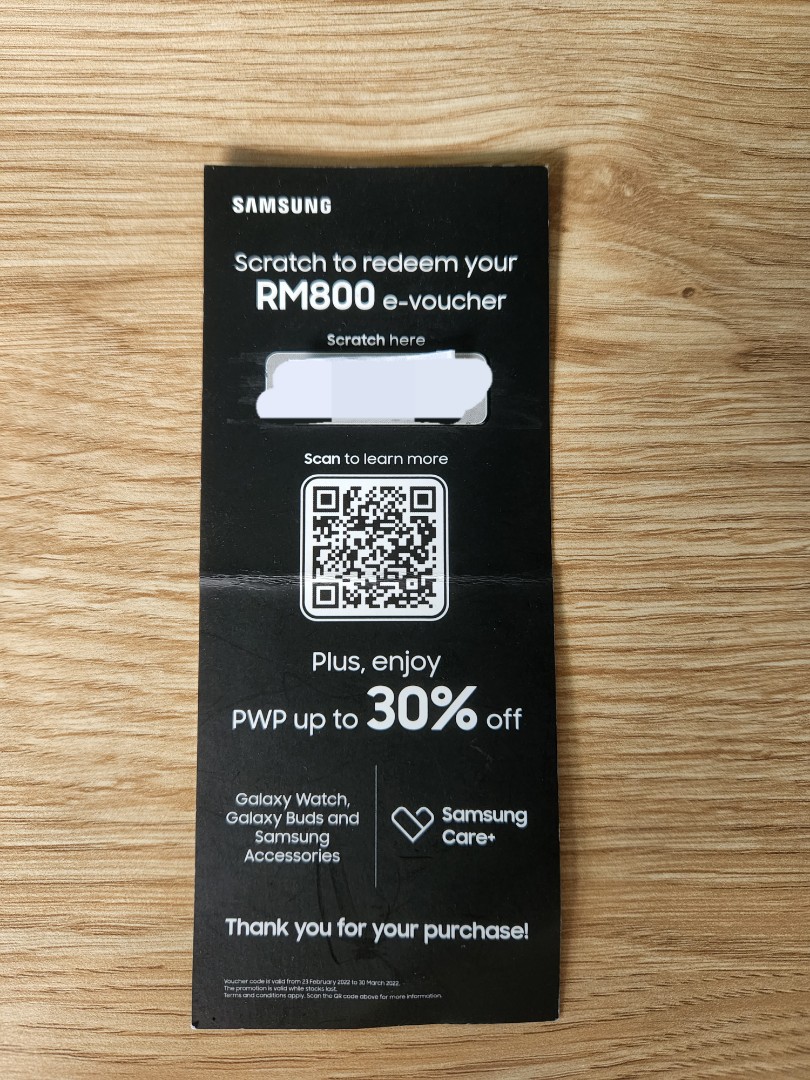 SAMSUNG
Scratch to redeem your
RM800 e-voucher
Scratch here
Scan to learn more
Plus, enjoy
PWP up to 30% off
Galaxy Watch,
Galaxy Buds and
Samsung
Accessories
Samsung
Care+
Thank you for your purchase!
Voucher code is valid from 23 February 2022 to 30 March 2022.
The promotion is valid while stocks last.
Terms and conditions apply. Scan the QR code above for more information.